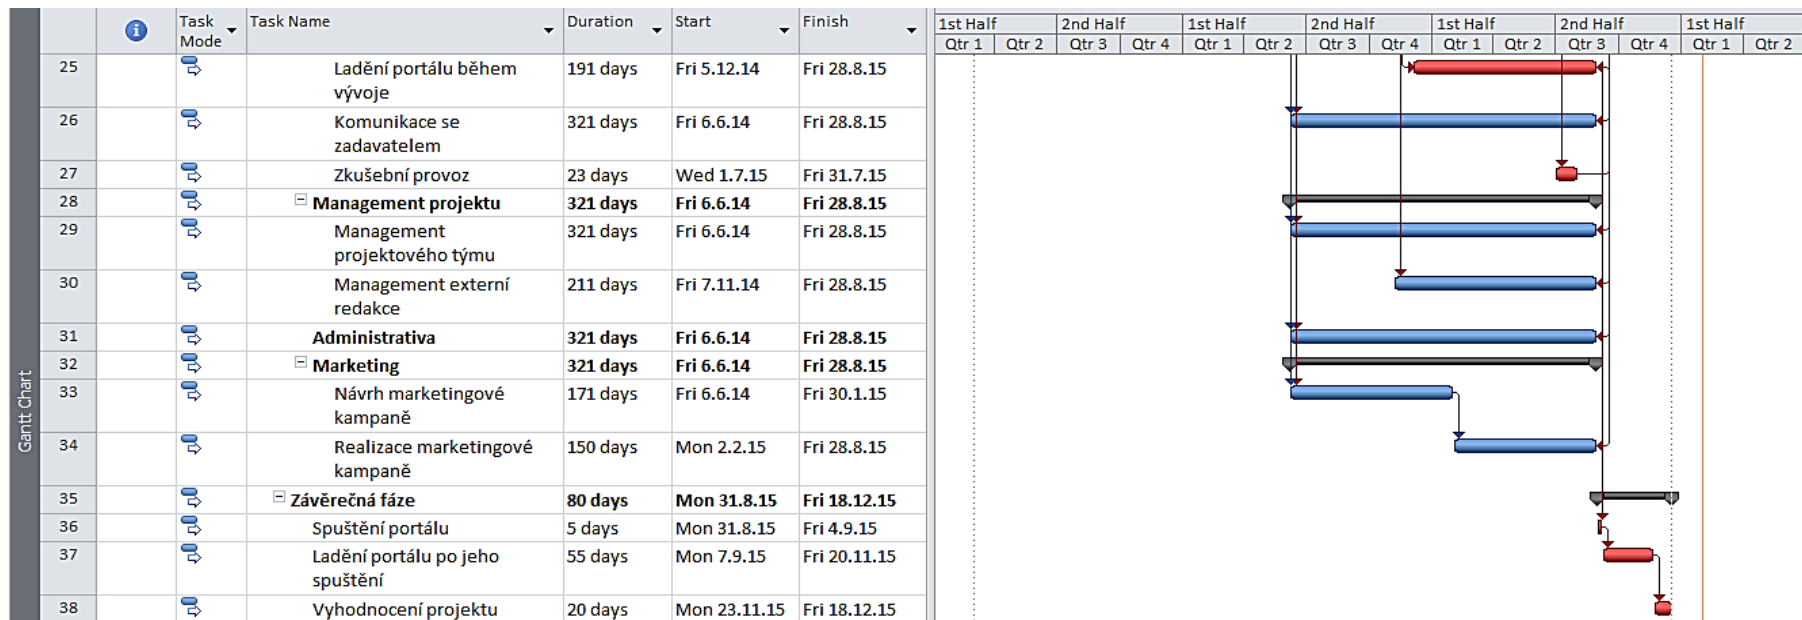 Task Mode Task Name Duration Start Finish
1st Half 2nd Half 1st Half 2nd Half 1st Half 2nd Half 1st Half
Qtr 1 Qtr 2 Qtr 3 Qtr 4 Qtr 1 Qtr 2 Qtr 3 Qtr 4 Qtr 1 Qtr 2 Qtr 3 Qtr 4 Qtr 1 Qtr 2
25 Ladění portálu během vývoje 191 days Fri 5.12.14 Fri 28.8.15
26 Komunikace se zadavatelem 321 days Fri 6.6.14 Fri 28.8.15
27 Zkušební provoz 23 days Wed 1.7.15 Fri 31.7.15
28 Management projektu 321 days Fri 6.6.14 Fri 28.8.15
29 Management projektového týmu 321 days Fri 6.6.14 Fri 28.8.15
30 Management externí redakce 211 days Fri 7.11.14 Fri 28.8.15
31 Administrativa 321 days Fri 6.6.14 Fri 28.8.15
32 Marketing 321 days Fri 6.6.14 Fri 28.8.15
33 Návrh marketingové kampaně 171 days Fri 6.6.14 Fri 30.1.15
34 Realizace marketingové kampaně 150 days Mon 2.2.15 Fri 28.8.15
35 Závěrečná fáze 80 days Mon 31.8.15 Fri 18.12.15
36 Spuštění portálu 5 days Mon 31.8.15 Fri 4.9.15
37 Ladění portálu po jeho spuštění 55 days Mon 7.9.15 Fri 20.11.15
38 Vyhodnocení projektu 20 days Mon 23.11.15 Fri 18.12.15
Gantt Chart